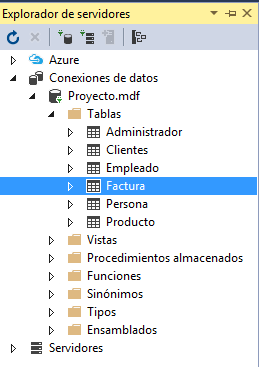 Explorador de servidores
Azure
Conexiones de datos
Proyecto.mdf
Tablas
Administrador
Clientes
Empleado
Factura
Persona
Producto
Vistas
Procedimientos almacenados
Funciones
Sinónimos
Tipos
Ensamblados
Servidores